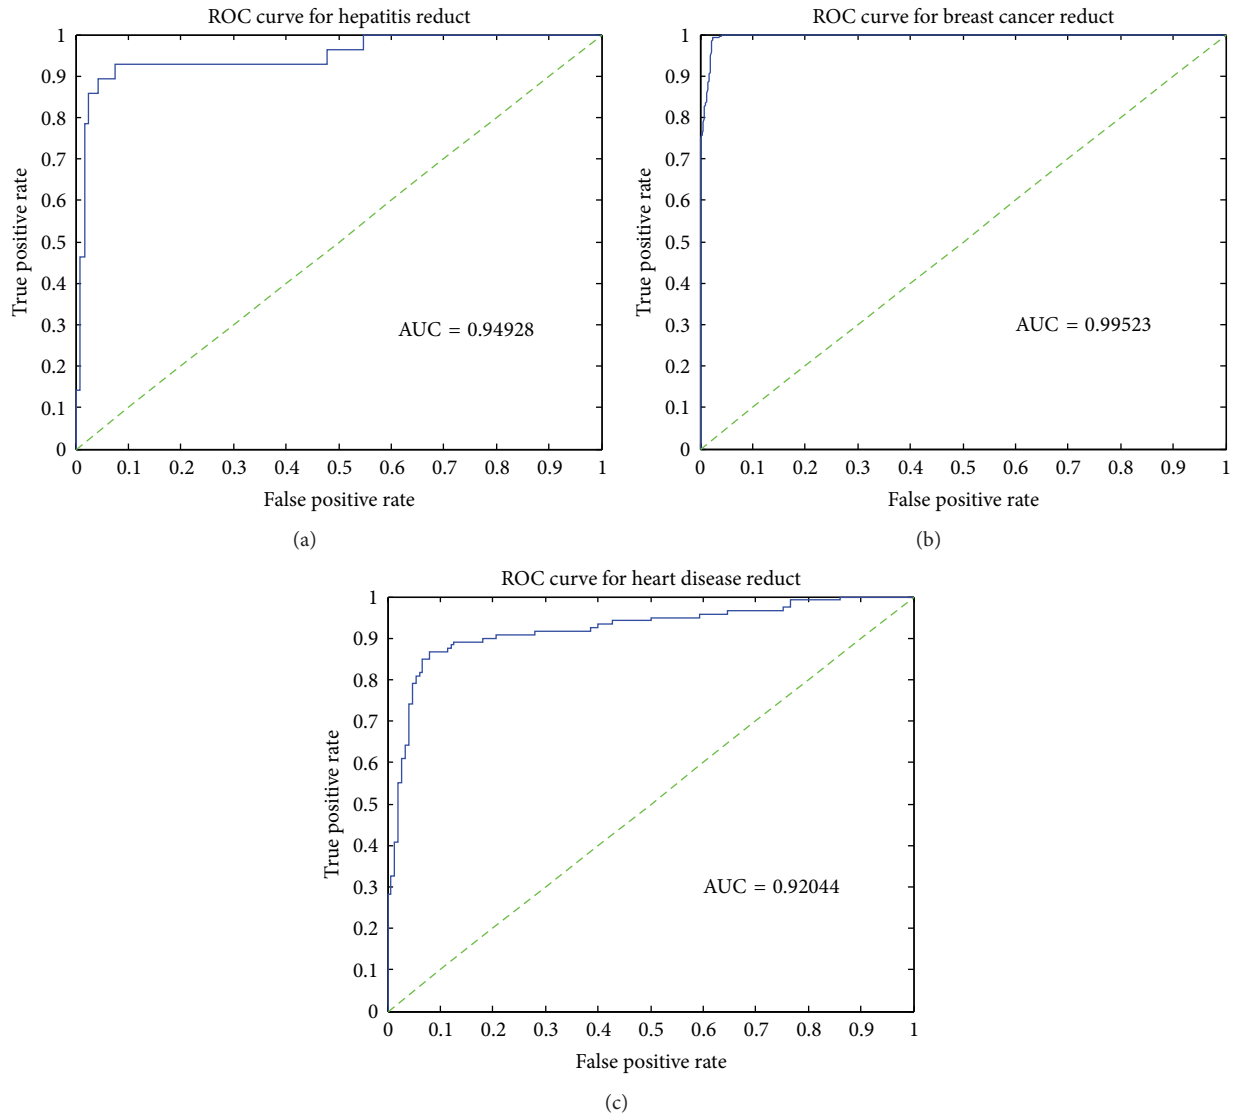 ROC curve for hepatitis reduct
1
0.9
0.8
0.7
0.6
0.5
0.4
0.3
0.2
0.1
0
True positive rate
AUC = 0.94928
0 0.1 0.2 0.3 0.4 0.5 0.6 0.7 0.8 0.9 1
False positive rate
(a)
ROC curve for breast cancer reduct
1
0.9
0.8
0.7
0.6
0.5
0.4
0.3
0.2
0.1
0
True positive rate
AUC = 0.99523
0 0.1 0.2 0.3 0.4 0.5 0.6 0.7 0.8 0.9 1
False positive rate
(b)
ROC curve for heart disease reduct
1
0.9
0.8
0.7
0.6
0.5
0.4
0.3
0.2
0.1
0
True positive rate
AUC = 0.92044
0 0.1 0.2 0.3 0.4 0.5 0.6 0.7 0.8 0.9 1
False positive rate
(c)